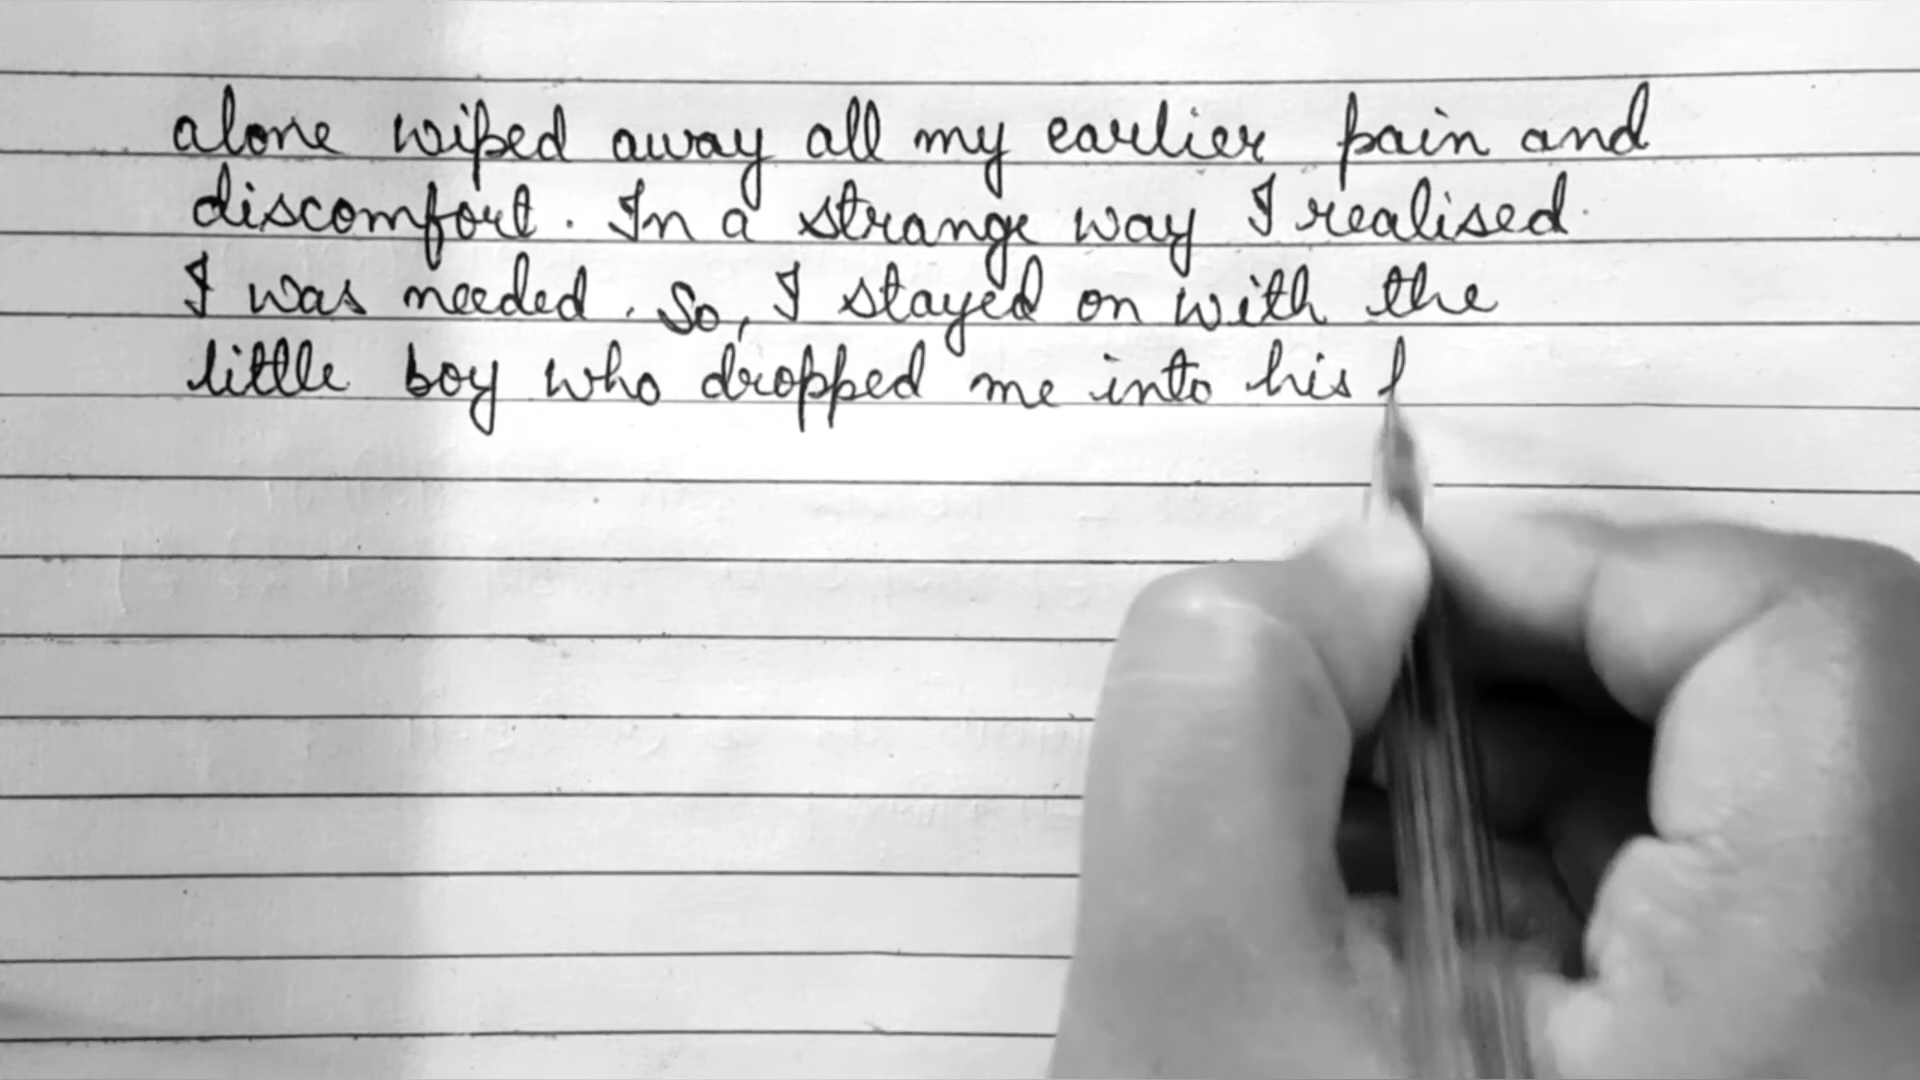 alone wiped away all my earlier pain and
discomfort. In a strange way I realised
I was needed. So, I stayed on with the
little boy who dropped me into his